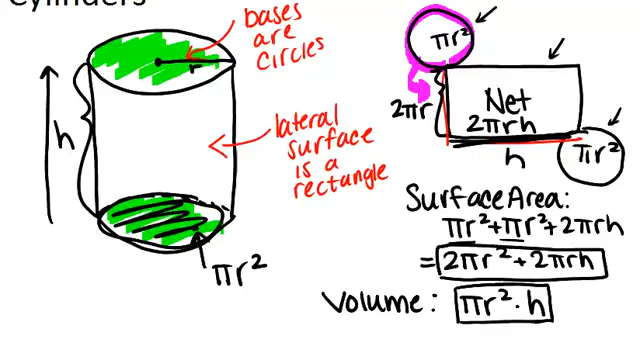 Cylinders
bases
are
circles
r
h
lateral
surface
is a
rectangle
πr²
πr²
2πr
Net
2πrh
h
πr²
Surface Area:
πr² + πr² + 2πrh
= 2πr² + 2πrh
Volume: πr² · h